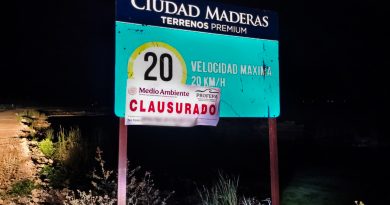 CIUDAD MADERAS
TERRENOS PREMIUM
20
VELOCIDAD MAXIMA
20 KM/H
Medio Ambiente
PROFEPA
CLAUSURADO